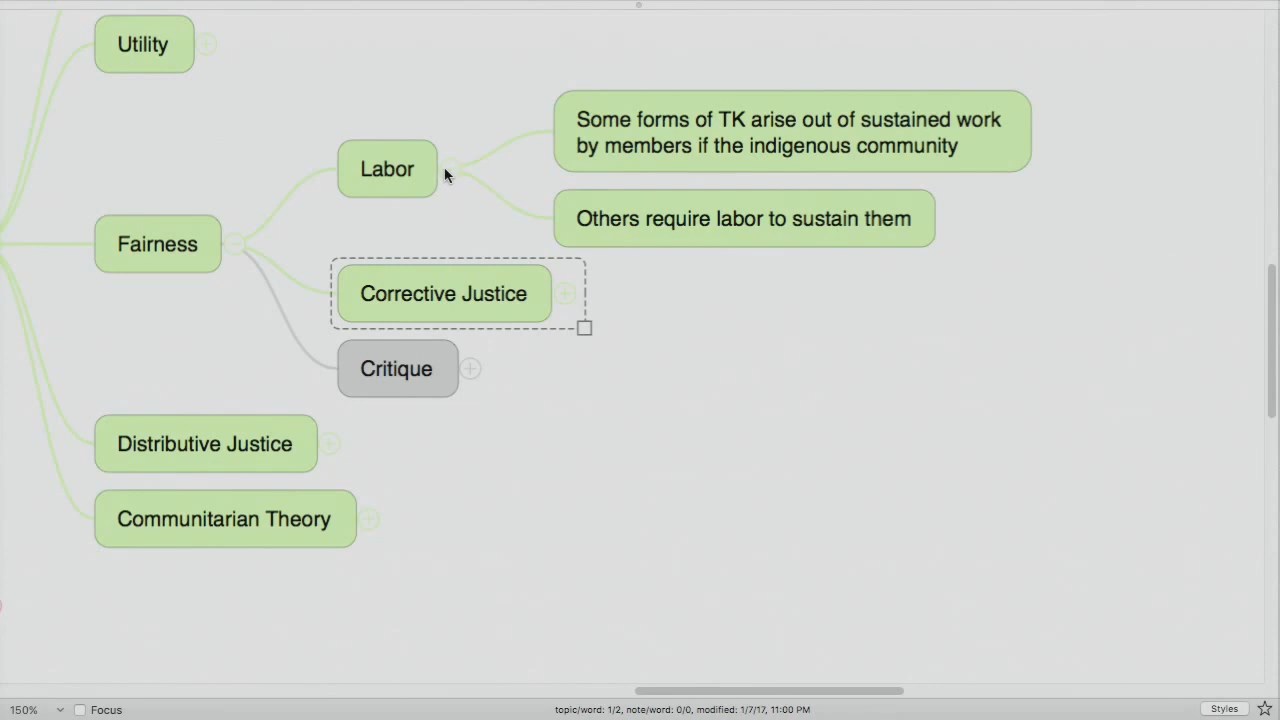 Utility
Some forms of TK arise out of sustained work
by members if the indigenous community
Labor
Others require labor to sustain them
Fairness
Corrective Justice
Critique
Distributive Justice
Communitarian Theory
150%
Focus
topic/word: 1/2, note/word: 0/0, modified: 1/7/17, 11:00 PM
Styles